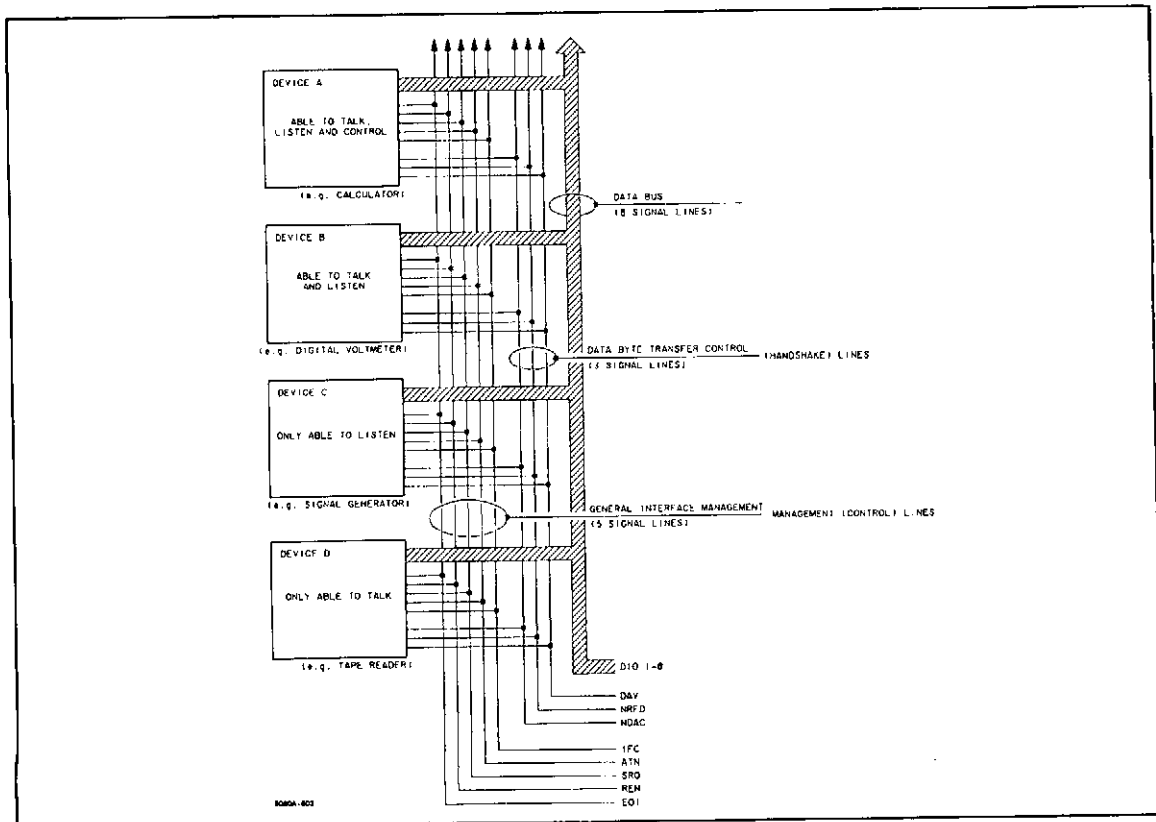 DEVICE A
ABLE TO TALK,
LISTEN AND CONTROL
(e.g. CALCULATOR)
DATA BUS
(8 SIGNAL LINES)
DEVICE B
ABLE TO TALK
AND LISTEN
(e.g. DIGITAL VOLTMETER)
DATA BYTE TRANSFER CONTROL
(3 SIGNAL LINES)
(HANDSHAKE) LINES
DEVICE C
ONLY ABLE TO LISTEN
(e.g. SIGNAL GENERATOR)
GENERAL INTERFACE MANAGEMENT
(5 SIGNAL LINES)
MANAGEMENT (CONTROL) LINES
DEVICE D
ONLY ABLE TO TALK
(e.g. TAPE READER)
DIO 1-8
DAV
NRFD
NDAC
IFC
ATN
SRQ
REN
EOI